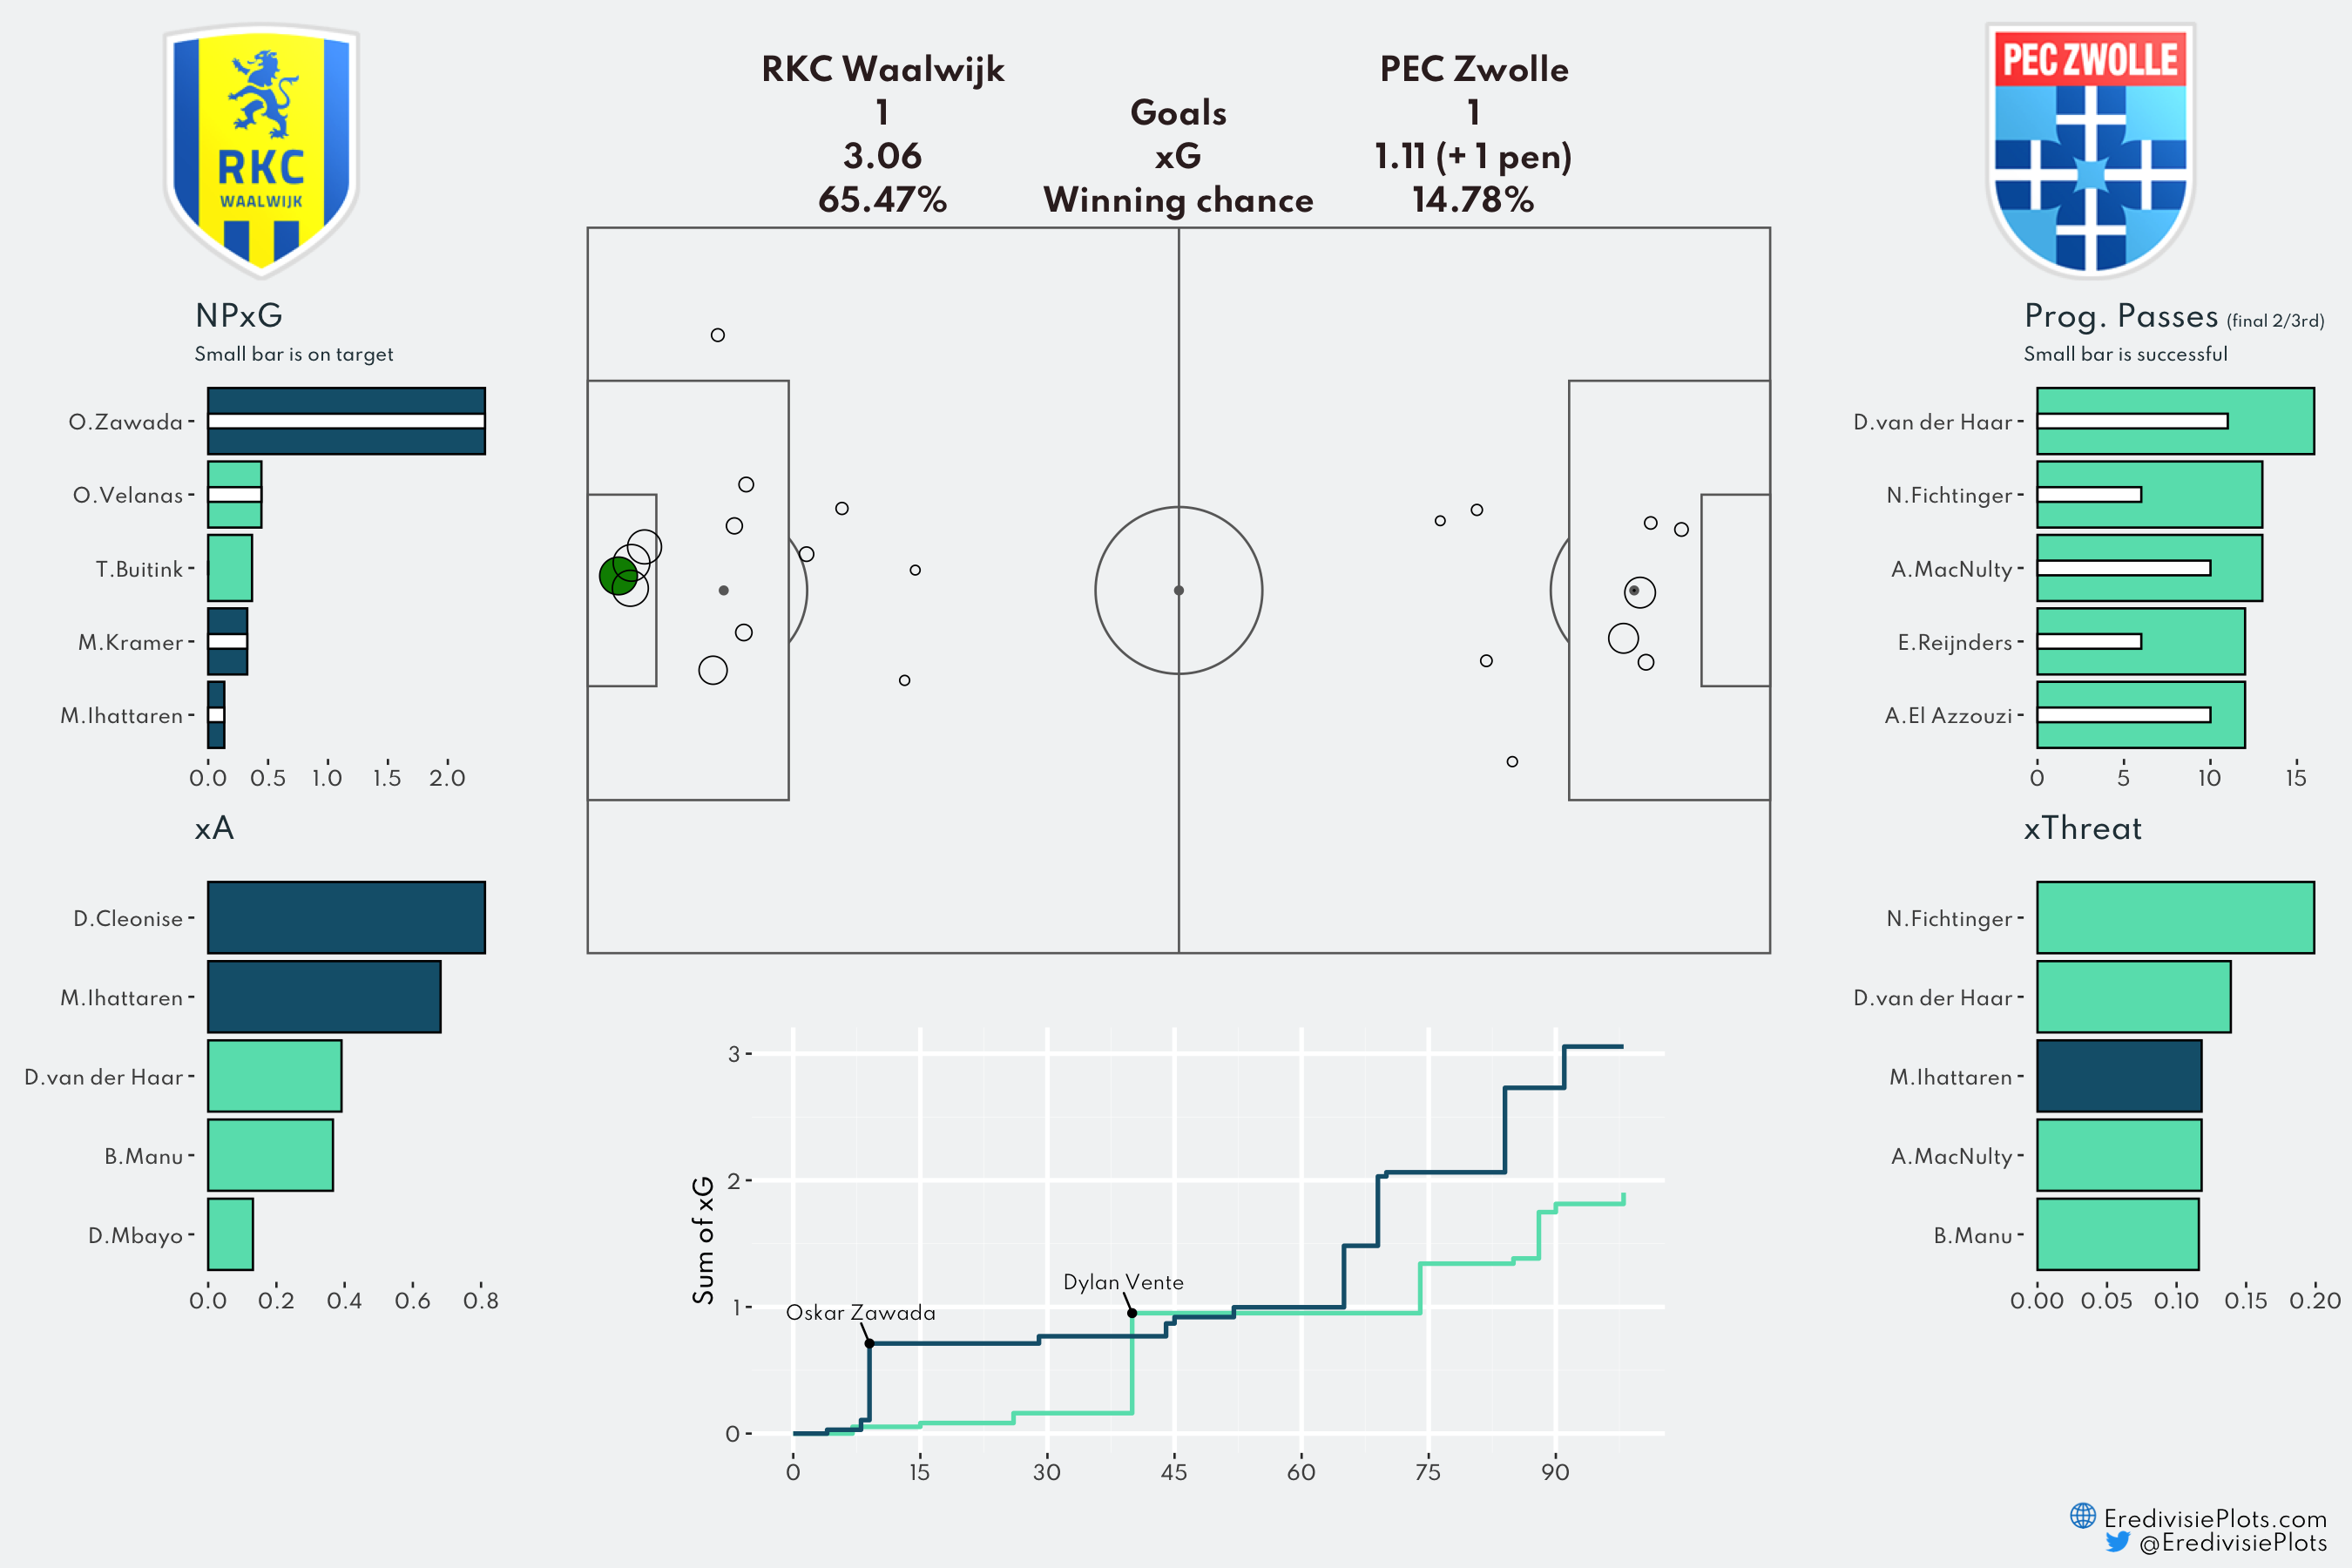 RKC
WAALWIJK
PEC ZWOLLE
RKC Waalwijk PEC Zwolle
1 Goals 1
3.06 xG 1.11 (+ 1 pen)
65.47% Winning chance 14.78%
NPxG
Small bar is on target
O.Zawada
O.Velanas
T.Buitink
M.Kramer
M.Ihattaren
0.0 0.5 1.0 1.5 2.0
xA
D.Cleonise
M.Ihattaren
D.van der Haar
B.Manu
D.Mbayo
0.0 0.2 0.4 0.6 0.8
Sum of xG
3
2
1
0
Oskar Zawada
Dylan Vente
0 15 30 45 60 75 90
Prog. Passes (final 2/3rd)
Small bar is successful
D.van der Haar
N.Fichtinger
A.MacNulty
E.Reijnders
A.El Azzouzi
0 5 10 15
xThreat
N.Fichtinger
D.van der Haar
M.Ihattaren
A.MacNulty
B.Manu
0.00 0.05 0.10 0.15 0.20
EredivisiePlots.com
@EredivisiePlots